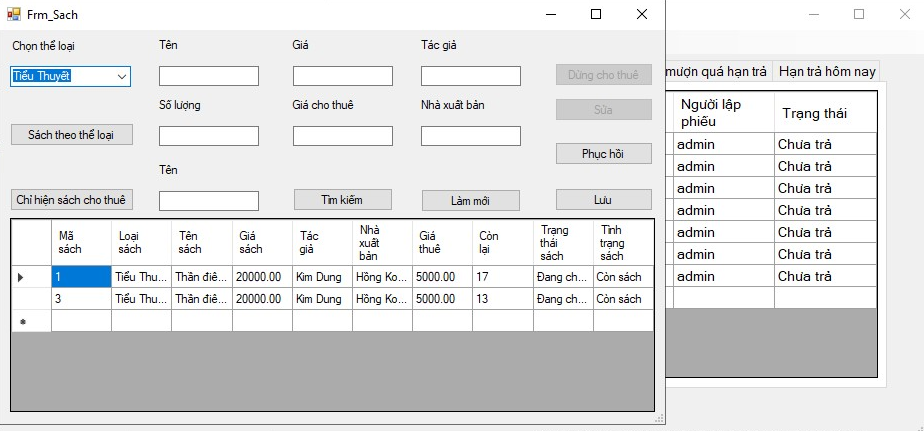 Frm_Sach
Chọn thể loại
Tên
Giá
Tác giả
Tiểu Thuyết
Dừng cho thuê
Số lượng
Giá cho thuê
Nhà xuất bản
Sửa
Sách theo thể loại
Phục hồi
Tên
Chỉ hiện sách cho thuê
Tìm kiếm
Làm mới
Lưu
Mã sách
Loại sách
Tên sách
Giá sách
Tác giả
Nhà xuất bản
Giá thuê
Còn lại
Trạng thái sách
Tình trạng sách
1 Tiểu Thu... Thần điê... 20000.00 Kim Dung Hồng Ko... 5000.00 17 Đang ch... Còn sách
3 Tiểu Thu... Thần điê... 20000.00 Kim Dung Hồng Ko... 5000.00 13 Đang ch... Còn sách
mượn quá hạn trả
Hạn trả hôm nay
Người lập phiếu
Trạng thái
admin Chưa trả
admin Chưa trả
admin Chưa trả
admin Chưa trả
admin Chưa trả
admin Chưa trả
admin Chưa trả